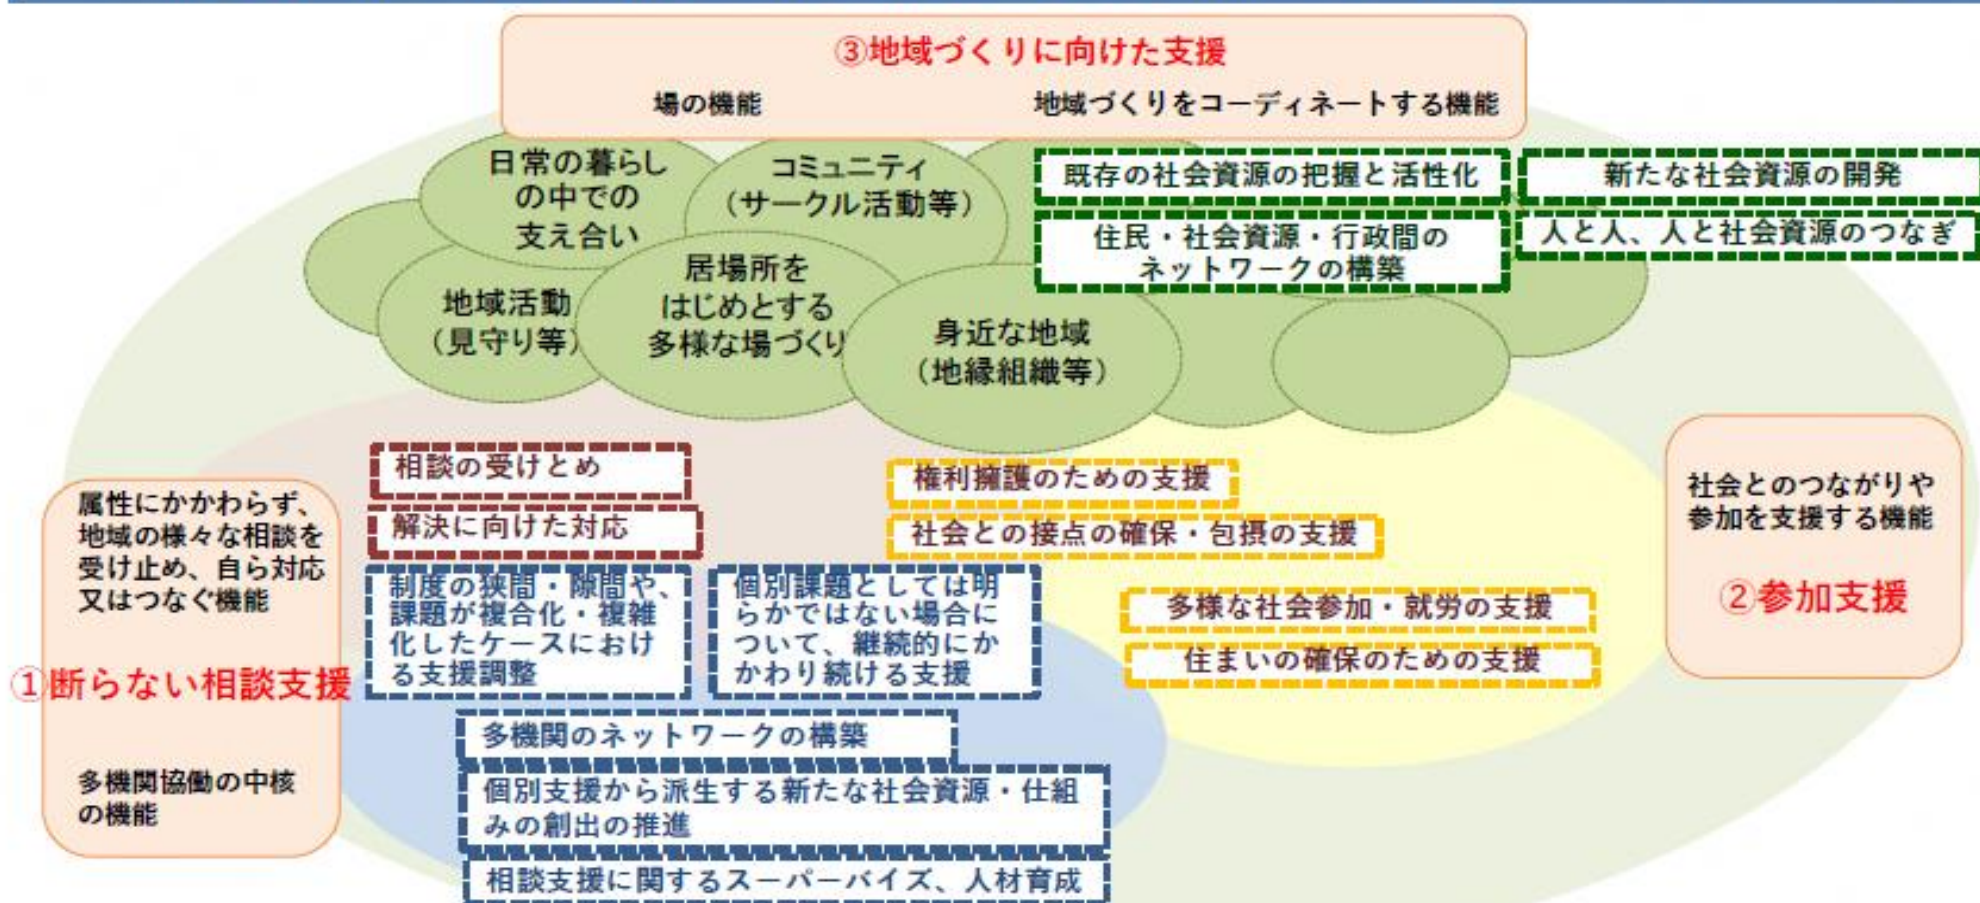 ③地域づくりに向けた支援
場の機能
地域づくりをコーディネートする機能
日常の暮らし
の中での
支え合い
コミュニティ
（サークル活動等）
既存の社会資源の把握と活性化
新たな社会資源の開発
住民・社会資源・行政間の
ネットワークの構築
人と人、人と社会資源のつなぎ
地域活動
（見守り等）
居場所を
はじめとする
多様な場づくり
身近な地域
（地縁組織等）
属性にかかわらず、
地域の様々な相談を
受け止め、自ら対応
又はつなぐ機能
①断らない相談支援
多機関協働の中核
の機能
相談の受けとめ
解決に向けた対応
制度の狭間・隙間や、
課題が複合化・複雑
化したケースにおけ
る支援調整
個別課題としては明
らかではない場合に
ついて、継続的にか
かわり続ける支援
多機関のネットワークの構築
個別支援から派生する新たな社会資源・仕組
みの創出の推進
相談支援に関するスーパーバイズ、人材育成
権利擁護のための支援
社会との接点の確保・包摂の支援
多様な社会参加・就労の支援
住まいの確保のための支援
社会とのつながりや
参加を支援する機能
②参加支援